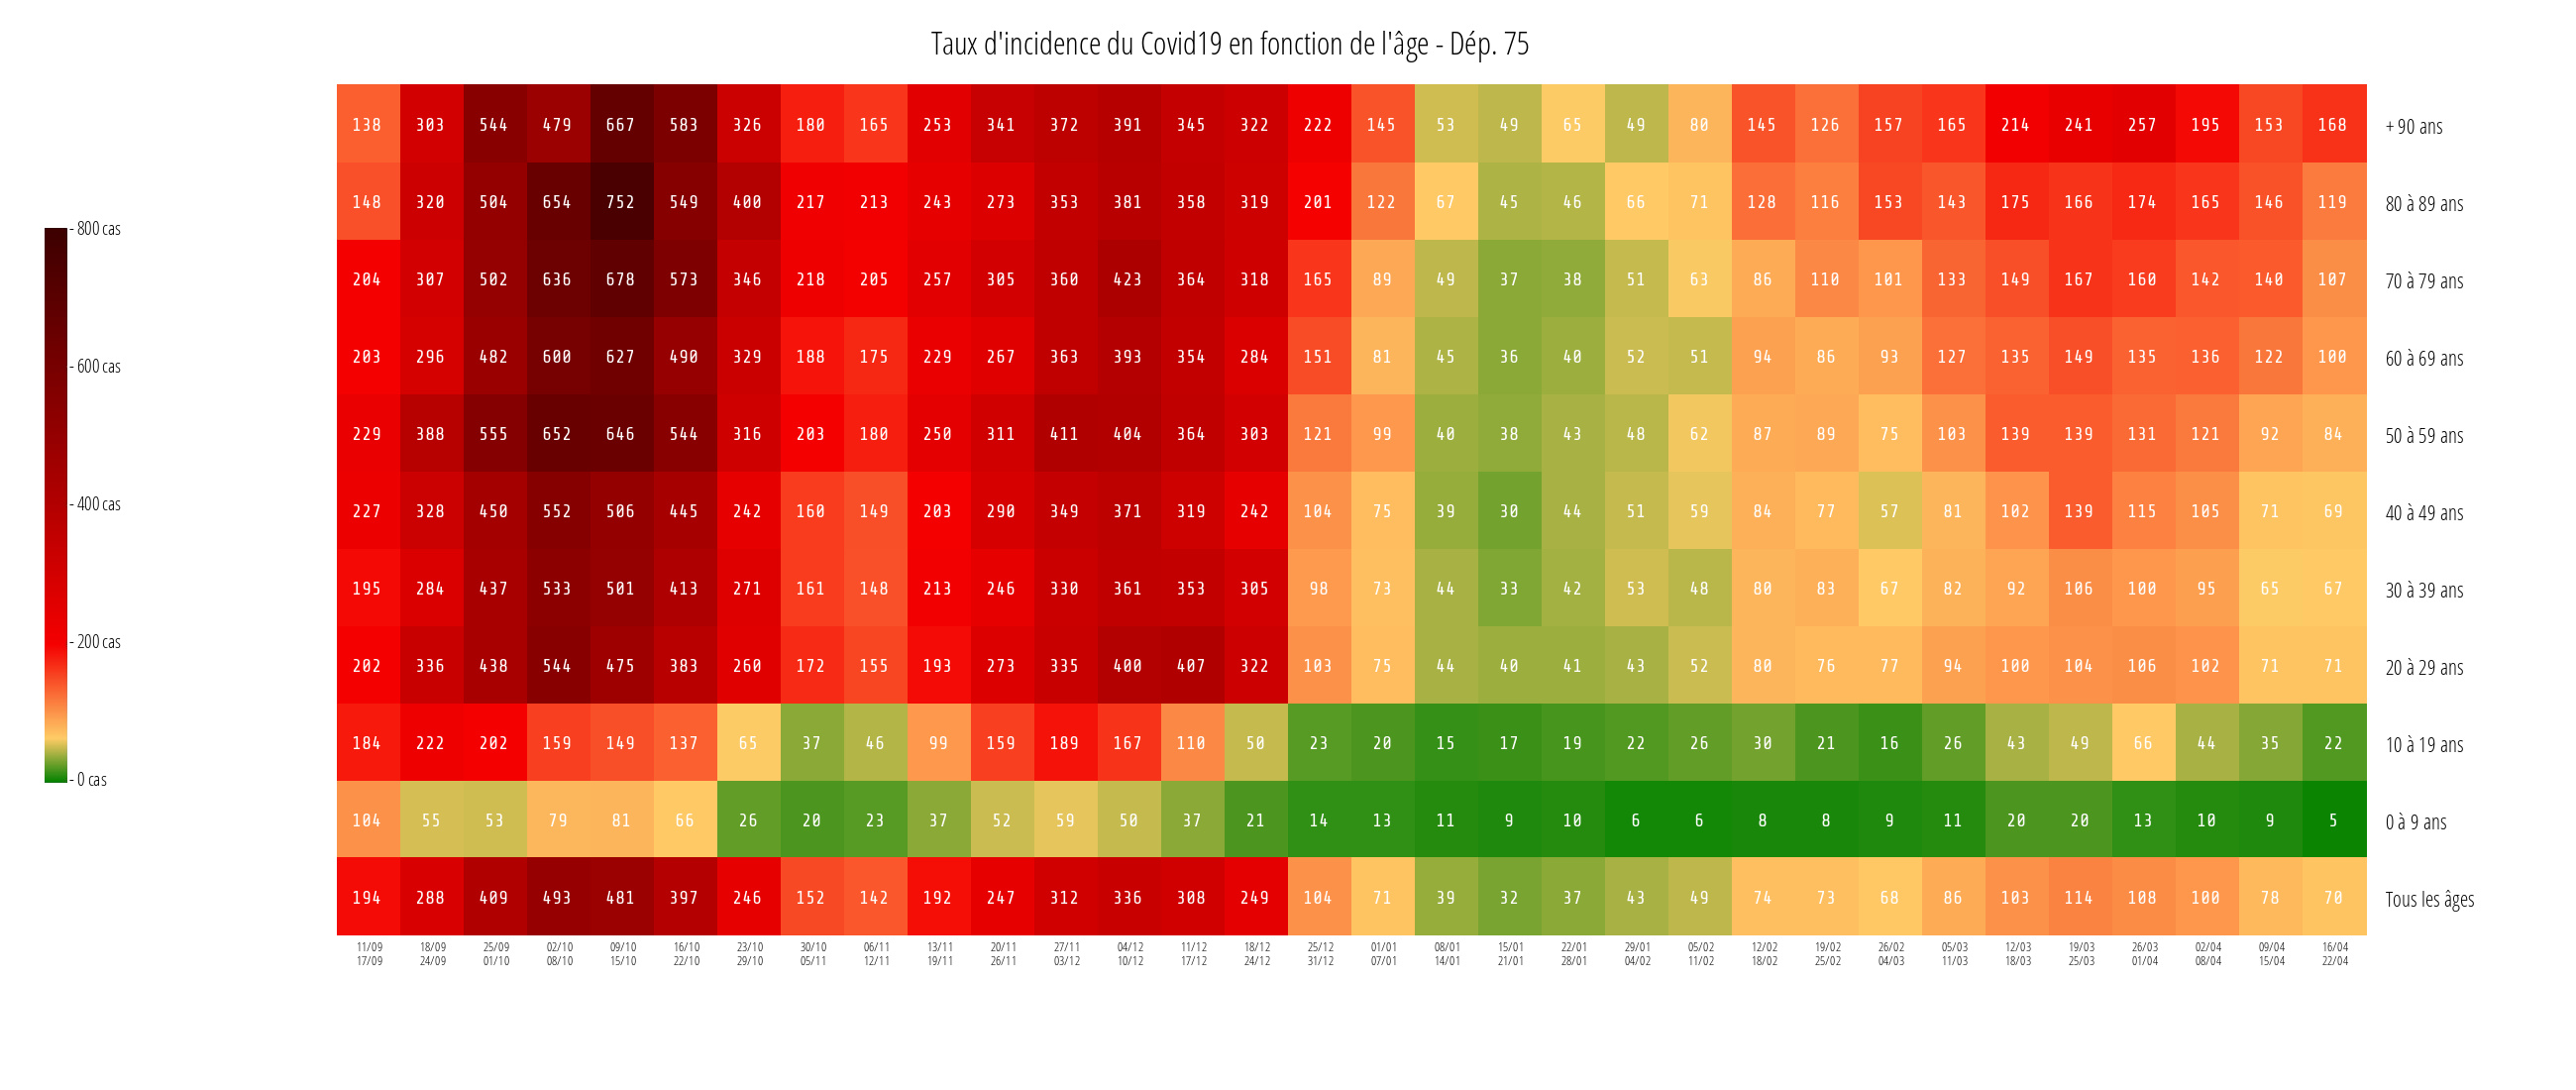 Taux d'incidence du Covid19 en fonction de l'âge - Dép. 75
- 800 cas
- 600 cas
- 400 cas
- 200 cas
- 0 cas
138 303 544 479 667 583 326 180 165 253 341 372 391 345 322 222 145 53 49 65 49 80 145 126 157 165 214 241 257 195 153 168 + 90 ans
148 320 504 654 752 549 400 217 213 243 273 353 381 358 319 201 122 67 45 46 66 71 128 116 153 143 175 166 174 165 146 119 80 à 89 ans
204 307 502 636 678 573 346 218 205 257 305 360 423 364 318 165 89 49 37 38 51 63 86 110 101 133 149 167 160 142 140 107 70 à 79 ans
203 296 482 600 627 490 329 188 175 229 267 363 393 354 284 151 81 45 36 40 52 51 94 86 93 127 135 149 135 136 122 100 60 à 69 ans
229 388 555 652 646 544 316 203 180 250 311 411 404 364 303 121 99 40 38 43 48 62 87 89 75 103 139 139 131 121 92 84 50 à 59 ans
227 328 450 552 506 445 242 160 149 203 290 349 371 319 242 104 75 39 30 44 51 59 84 77 57 81 102 139 115 105 71 69 40 à 49 ans
195 284 437 533 501 413 271 161 148 213 246 330 361 353 305 98 73 44 33 42 53 48 80 83 67 82 92 106 100 95 65 67 30 à 39 ans
202 336 438 544 475 383 260 172 155 193 273 335 400 407 322 103 75 44 40 41 43 52 80 76 77 94 100 104 106 102 71 71 20 à 29 ans
184 222 202 159 149 137 65 37 46 99 159 189 167 110 50 23 20 15 17 19 22 26 30 21 16 26 43 49 66 44 35 22 10 à 19 ans
104 55 53 79 81 66 26 20 23 37 52 59 50 37 21 14 13 11 9 10 6 6 8 8 9 11 20 20 13 10 9 5 0 à 9 ans
194 288 409 493 481 397 246 152 142 192 247 312 336 308 249 104 71 39 32 37 43 49 74 73 68 86 103 114 108 100 78 70 Tous les âges
11/09 18/09 25/09 02/10 09/10 16/10 23/10 30/10 06/11 13/11 20/11 27/11 04/12 11/12 18/12 25/12 01/01 08/01 15/01 22/01 29/01 05/02 12/02 19/02 26/02 05/03 12/03 19/03 26/03 02/04 09/04 16/04
17/09 24/09 01/10 08/10 15/10 22/10 29/10 05/11 12/11 19/11 26/11 03/12 10/12 17/12 24/12 31/12 07/01 14/01 21/01 28/01 04/02 11/02 18/02 25/02 04/03 11/03 18/03 25/03 01/04 08/04 15/04 22/04